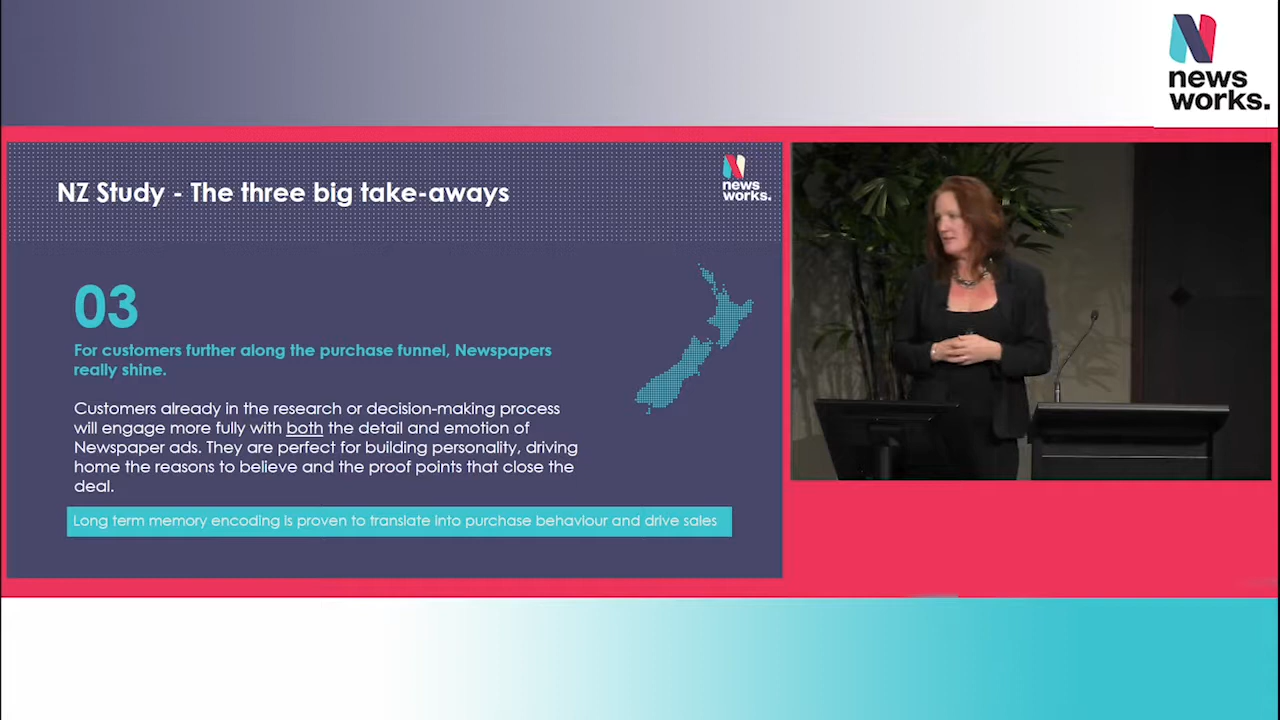 news
works.
NZ Study - The three big take-aways
news
works.
03
For customers further along the purchase funnel, Newspapers
really shine.
Customers already in the research or decision-making process
will engage more fully with both the detail and emotion of
Newspaper ads. They are perfect for building personality, driving
home the reasons to believe and the proof points that close the
deal.
Long term memory encoding is proven to translate into purchase behaviour and drive sales